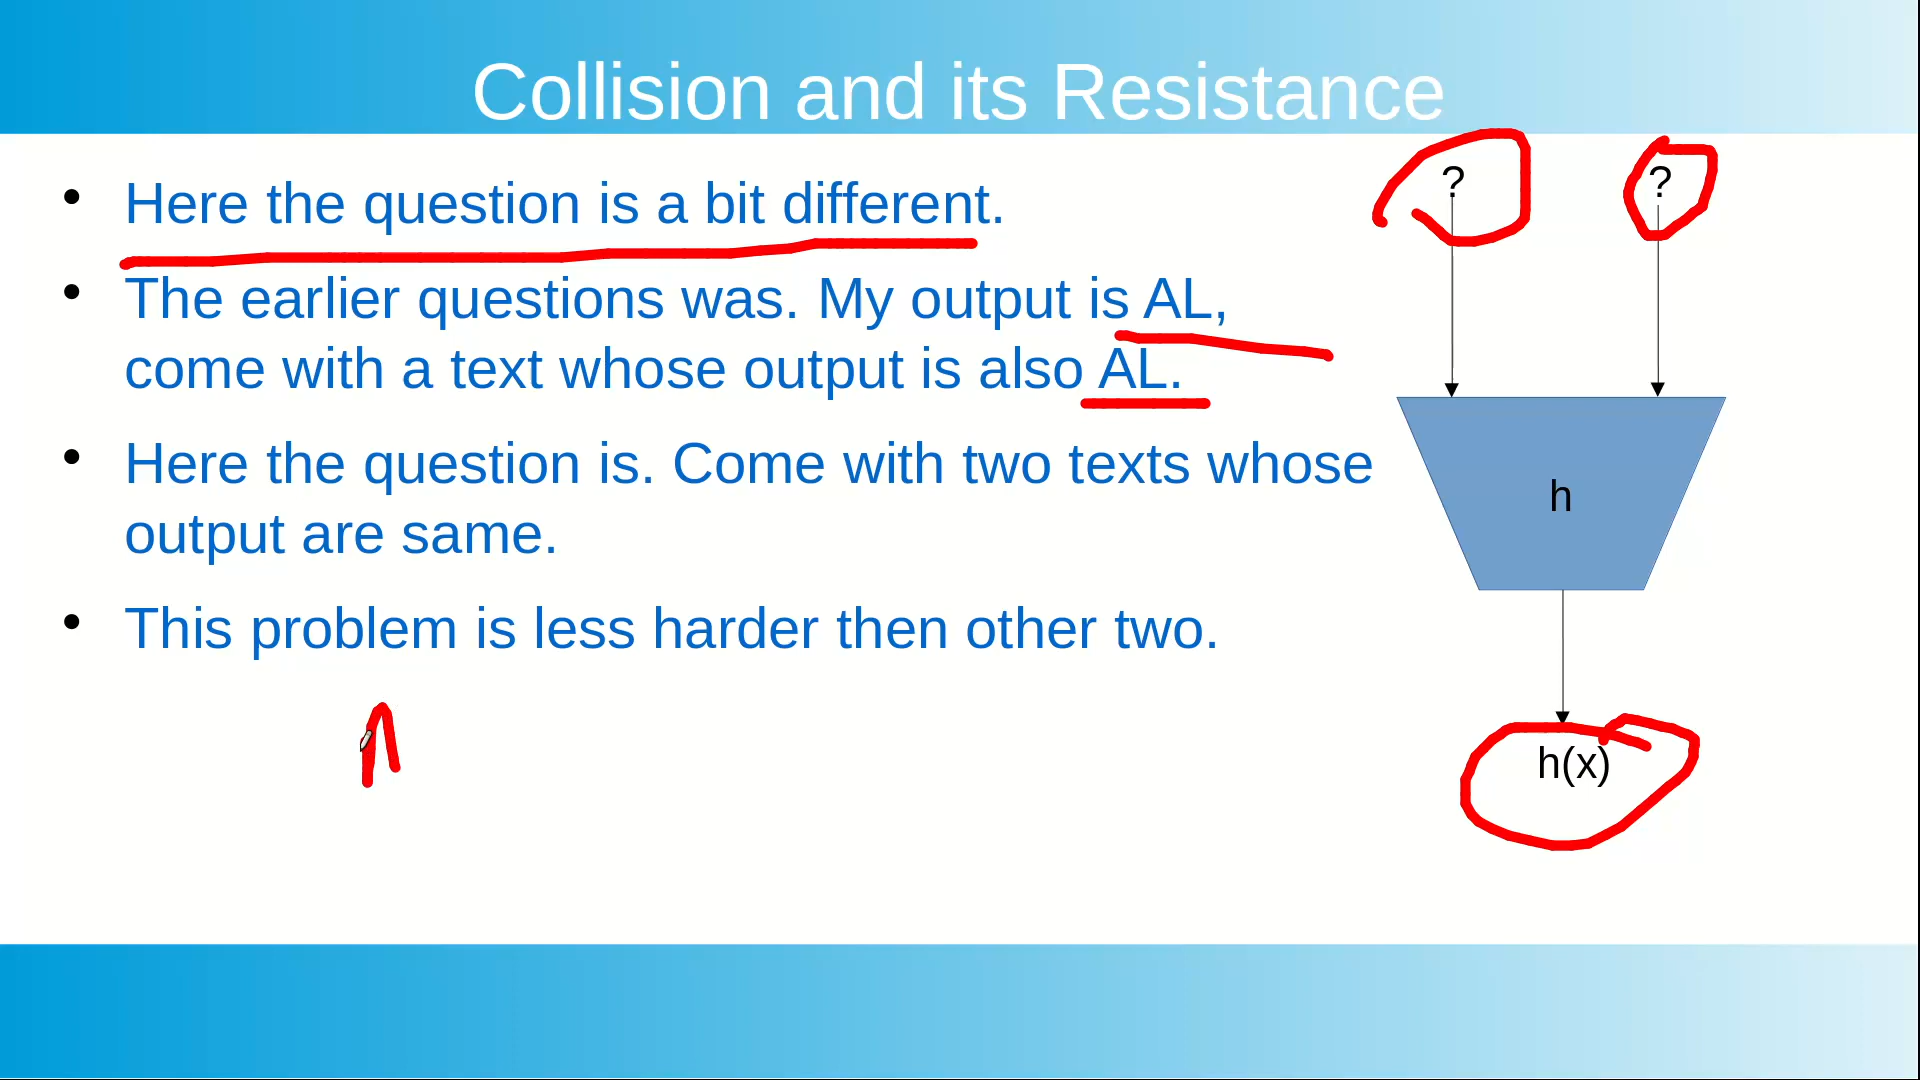 Collision and its Resistance
Here the question is a bit different.
The earlier questions was. My output is AL,
come with a text whose output is also AL.
Here the question is. Come with two texts whose
output are same.
This problem is less harder then other two.
? ?
h
h(x)